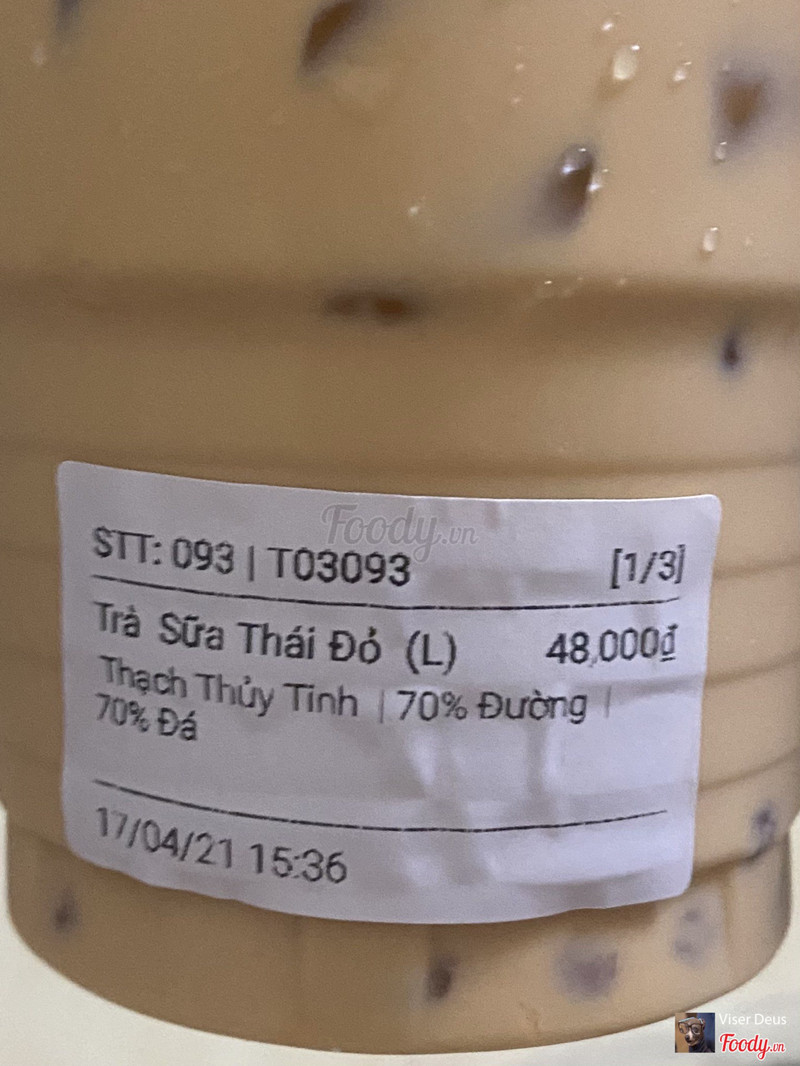 Foody.vn
STT: 093 | T03093 [1/3]
Trà Sữa Thái Đỏ (L) 48,000₫
Thạch Thủy Tinh | 70% Đường |
70% Đá
17/04/21 15:36
Viser Deus
Foody.vn